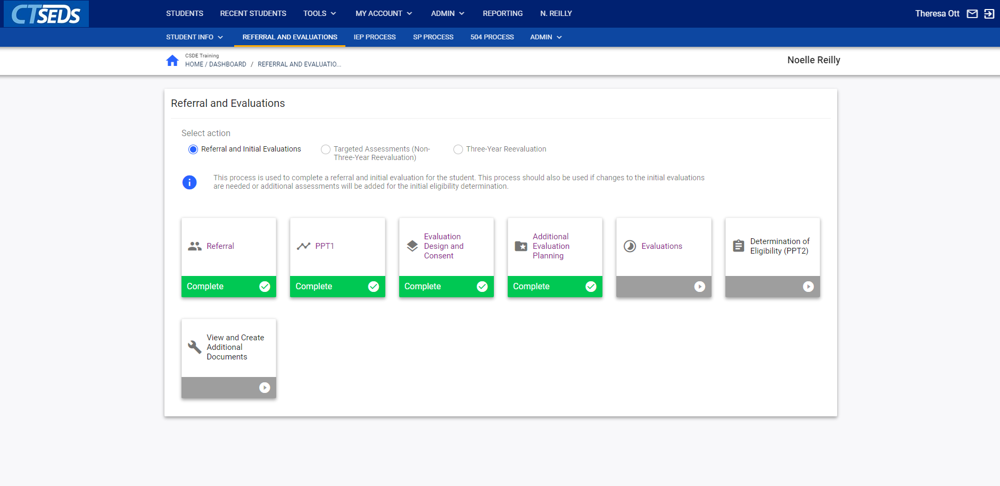 CTSEDS
STUDENTS
RECENT STUDENTS
TOOLS
MY ACCOUNT
ADMIN
REPORTING
N. REILLY
Theresa Ott
STUDENT INFO
REFERRAL AND EVALUATIONS
IEP PROCESS
SP PROCESS
504 PROCESS
ADMIN
CSDE Training
HOME / DASHBOARD / REFERRAL AND EVALUATIO...
Noelle Reilly
Referral and Evaluations
Select action
Referral and Initial Evaluations
Targeted Assessments (Non-
Three-Year Reevaluation)
Three-Year Reevaluation
This process is used to complete a referral and initial evaluation for the student. This process should also be used if changes to the initial evaluations
are needed or additional assessments will be added for the initial eligibility determination.
Referral
Complete
PPT1
Complete
Evaluation
Design and
Consent
Complete
Additional
Evaluation
Planning
Complete
Evaluations
Determination of
Eligibility (PPT2)
View and Create
Additional
Documents